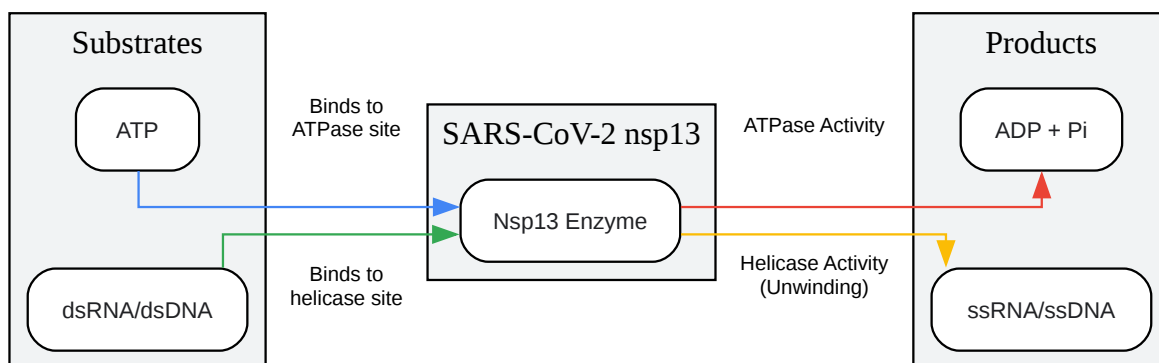 Substrates
ATP
dsRNA/dsDNA
Binds to
ATPase site
Binds to
helicase site
SARS-CoV-2 nsp13
Nsp13 Enzyme
ATPase Activity
Helicase Activity
(Unwinding)
Products
ADP + Pi
ssRNA/ssDNA